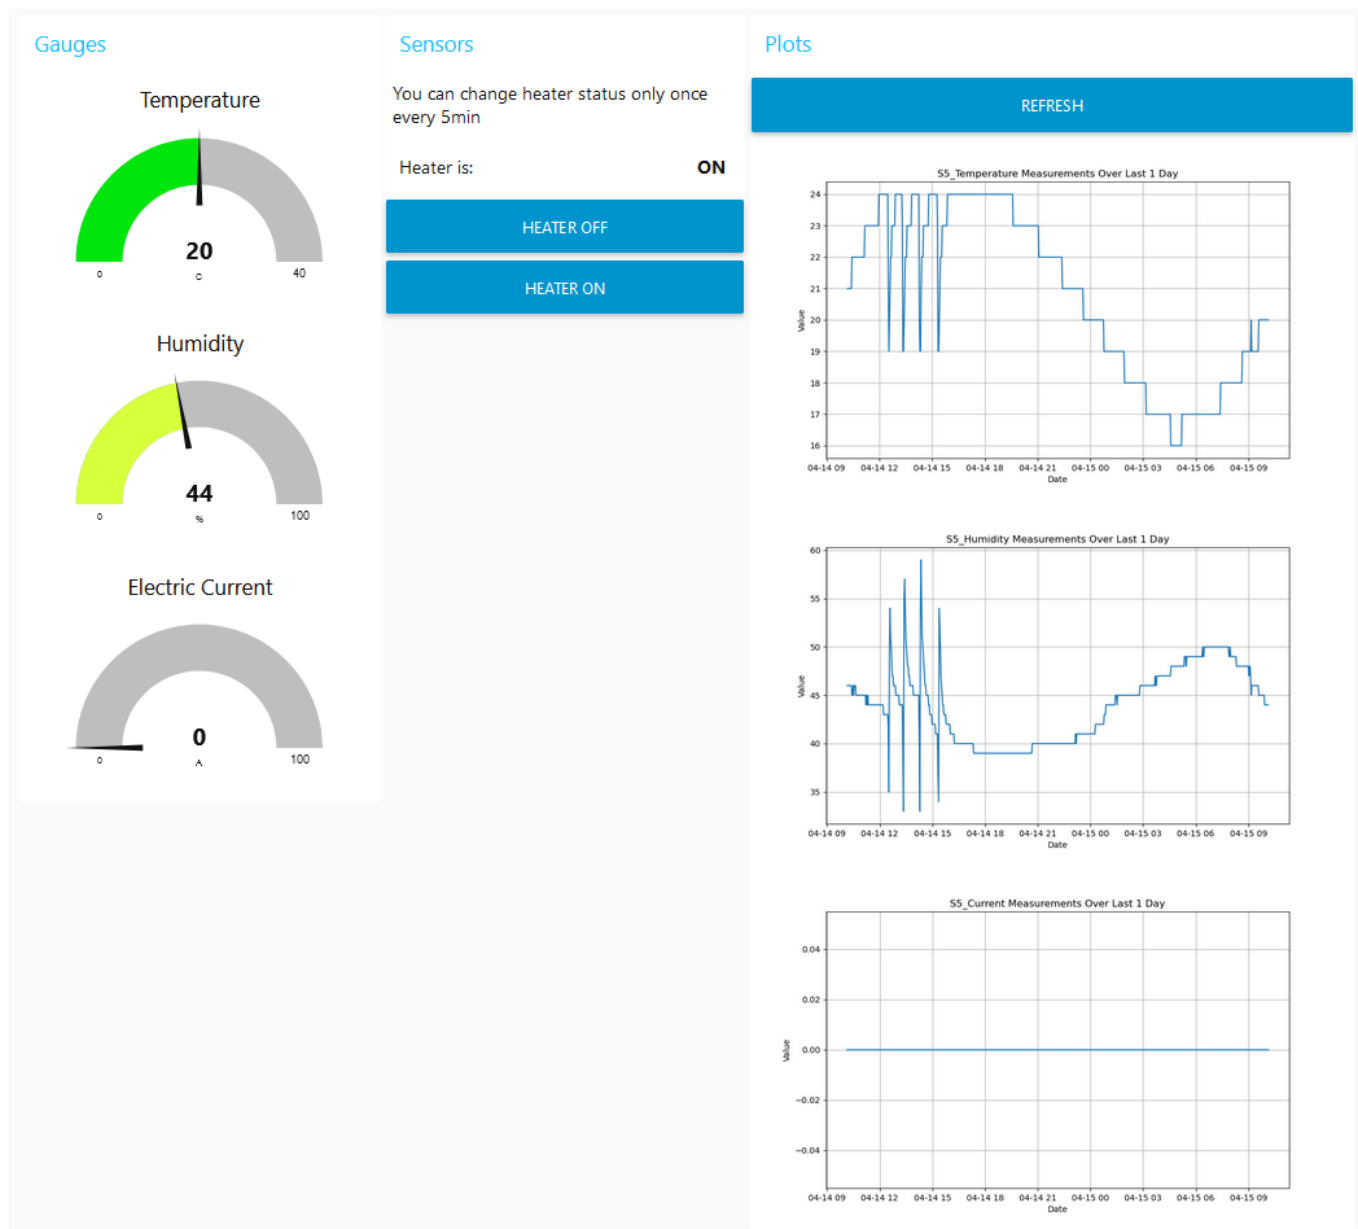 Gauges
Temperature
20
C
0
40
Humidity
44
%
0
100
Electric Current
0
A
0
100
Sensors
You can change heater status only once
every 5min
Heater is: ON
HEATER OFF
HEATER ON
Plots
REFRESH
S5_Temperature Measurements Over Last 1 Day
24
23
22
21
20
19
18
17
16
Value
04-14 09 04-14 12 04-14 15 04-14 18 04-14 21 04-15 00 04-15 03 04-15 06 04-15 09
Date
S5_Humidity Measurements Over Last 1 Day
60
55
50
45
40
35
Value
04-14 09 04-14 12 04-14 15 04-14 18 04-14 21 04-15 00 04-15 03 04-15 06 04-15 09
Date
S5_Current Measurements Over Last 1 Day
0.04
0.02
0.00
−0.02
−0.04
Value
04-14 09 04-14 12 04-14 15 04-14 18 04-14 21 04-15 00 04-15 03 04-15 06 04-15 09
Date